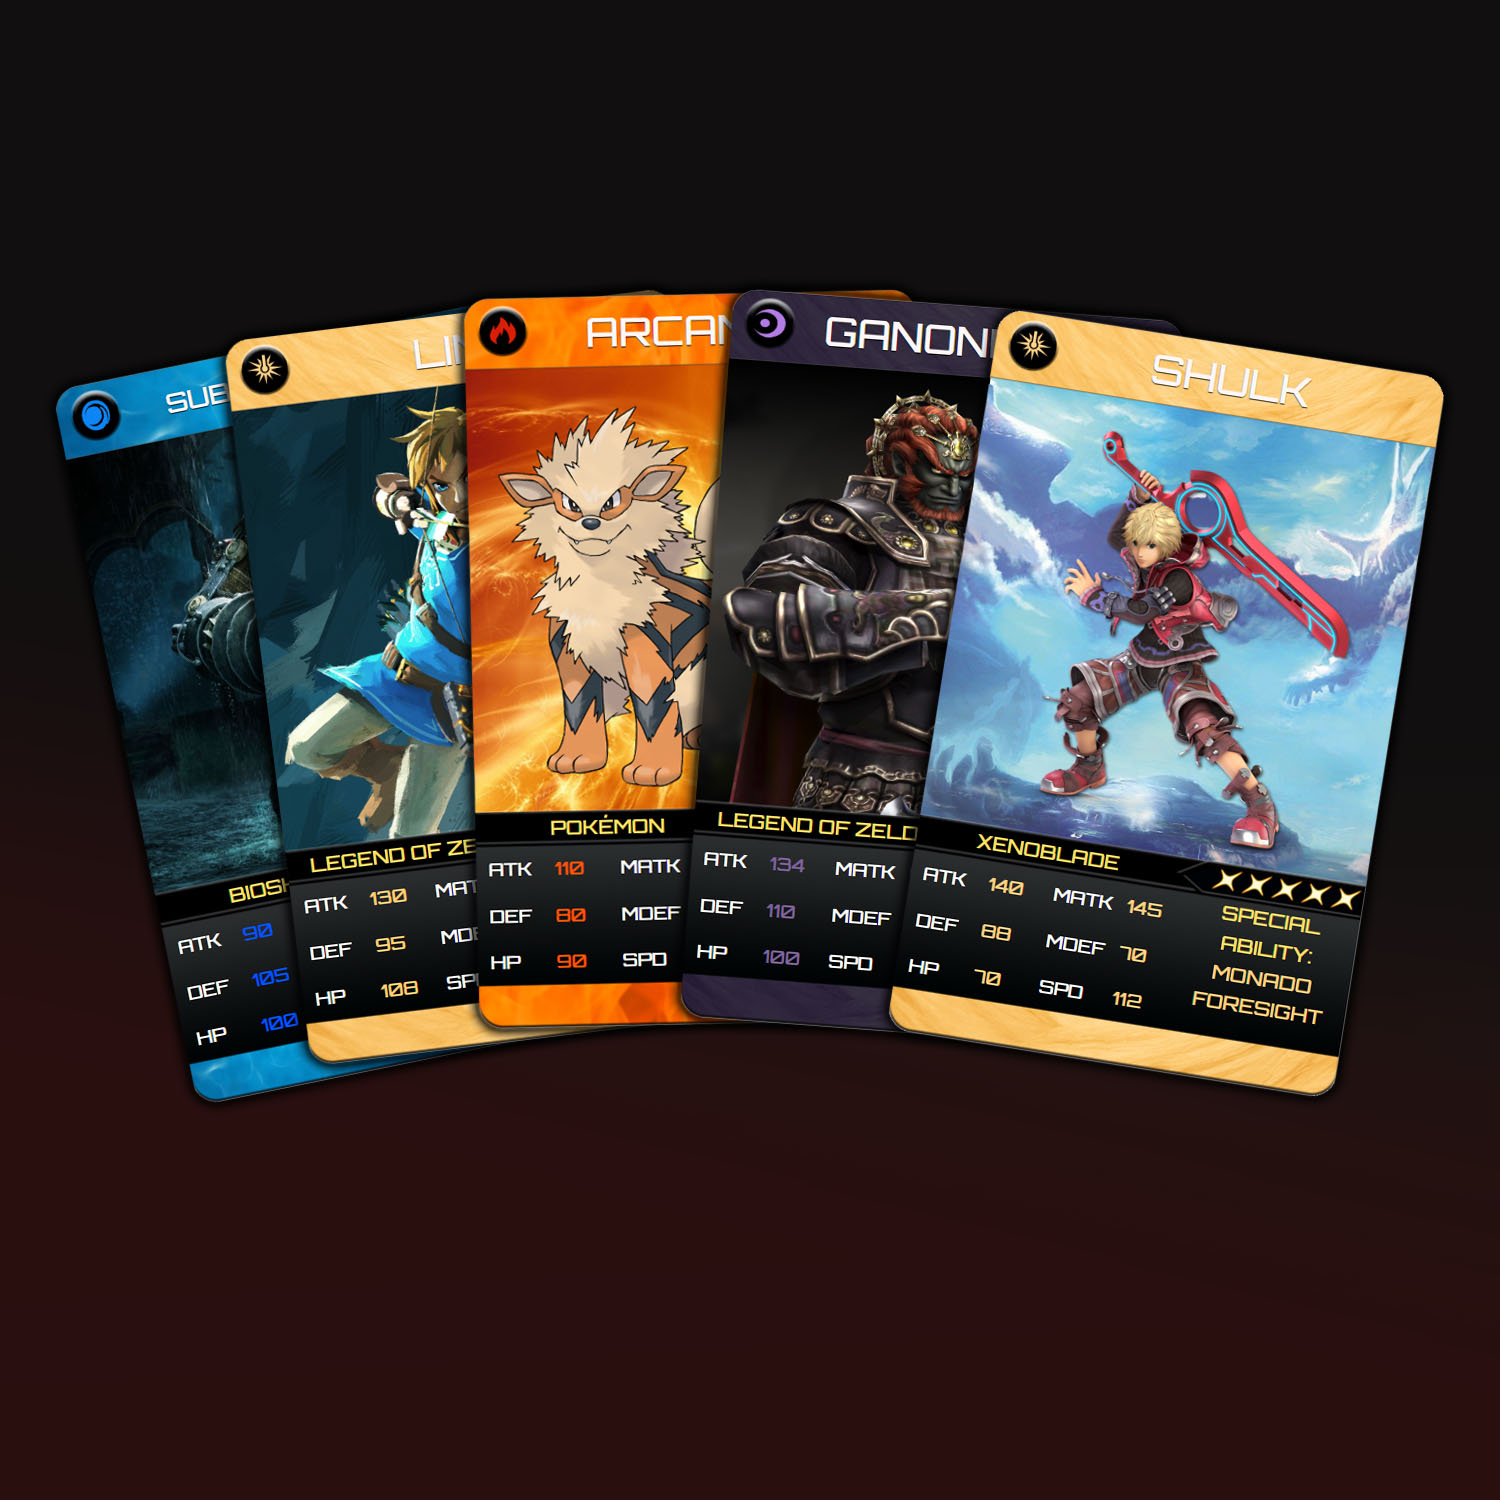 SUB
ATK 90
DEF 105
HP 100
LIN
LEGEND OF ZE
ATK 130 MAT
DEF 95
HP 108
ARCAN
POKÉMON
ATK 110 MATK
DEF 80 MDEF
HP 90 SPD
GANON
LEGEND OF ZELD
ATK 134 MATK
DEF 110 MDEF
HP 100 SPD
SHULK
XENOBLADE
ATK 140 MATK 145
DEF 88 MDEF 70
HP 70 SPD 112
SPECIAL
ABILITY:
MONADO
FORESIGHT